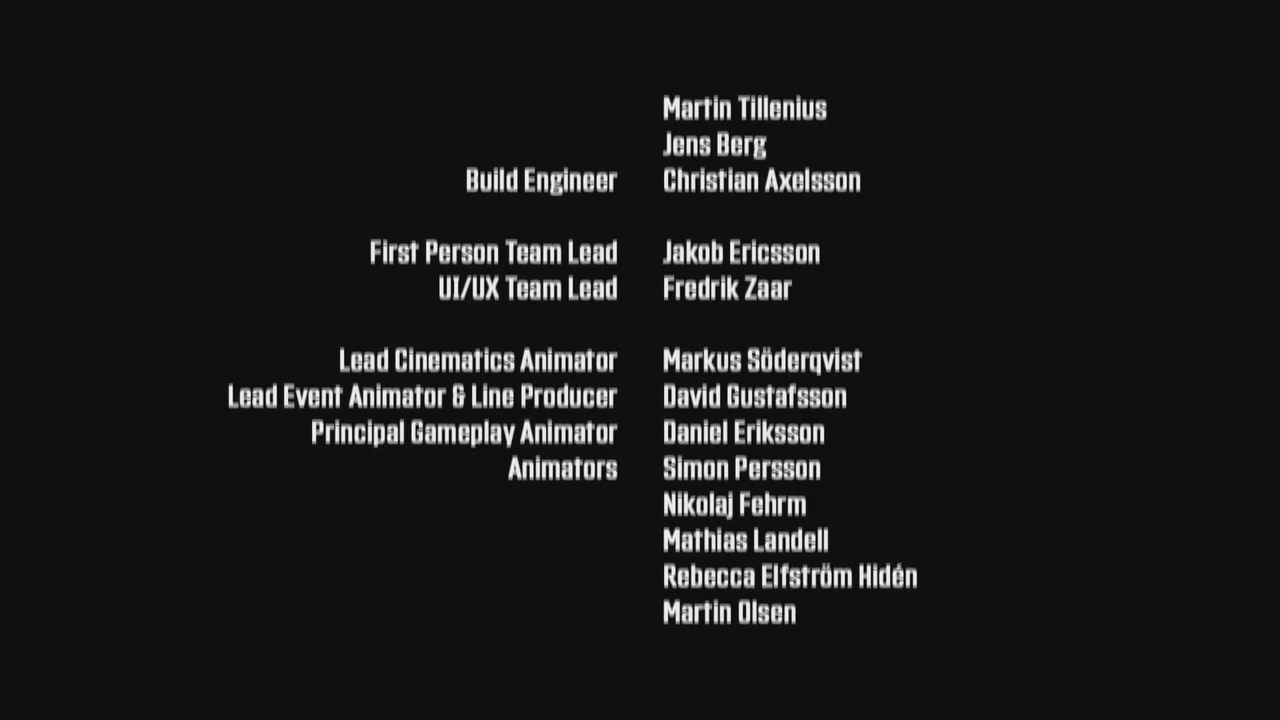 Martin Tillenius
Jens Berg
Build Engineer Christian Axelsson
First Person Team Lead Jakob Ericsson
UI/UX Team Lead Fredrik Zaar
Lead Cinematics Animator Markus Söderqvist
Lead Event Animator & Line Producer David Gustafsson
Principal Gameplay Animator Daniel Eriksson
Animators Simon Persson
Nikolaj Fehrm
Mathias Landell
Rebecca Elfström Hidén
Martin Olsen